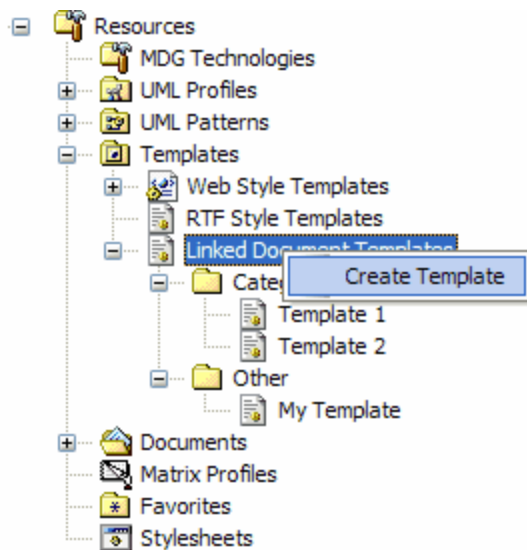 Resources
MDG Technologies
UML Profiles
UML Patterns
Templates
Web Style Templates
RTF Style Templates
Linked Document Templates
Create Template
Template 1
Template 2
Other
My Template
Documents
Matrix Profiles
Favorites
Stylesheets